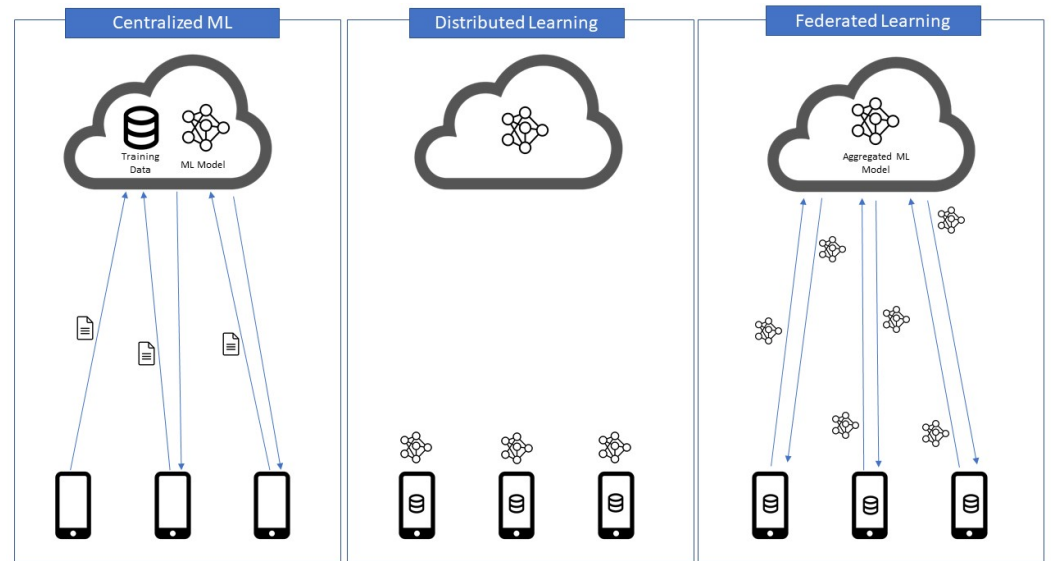 Centralized ML
Distributed Learning
Federated Learning
Training
Data
ML Model
Aggregated ML
Model